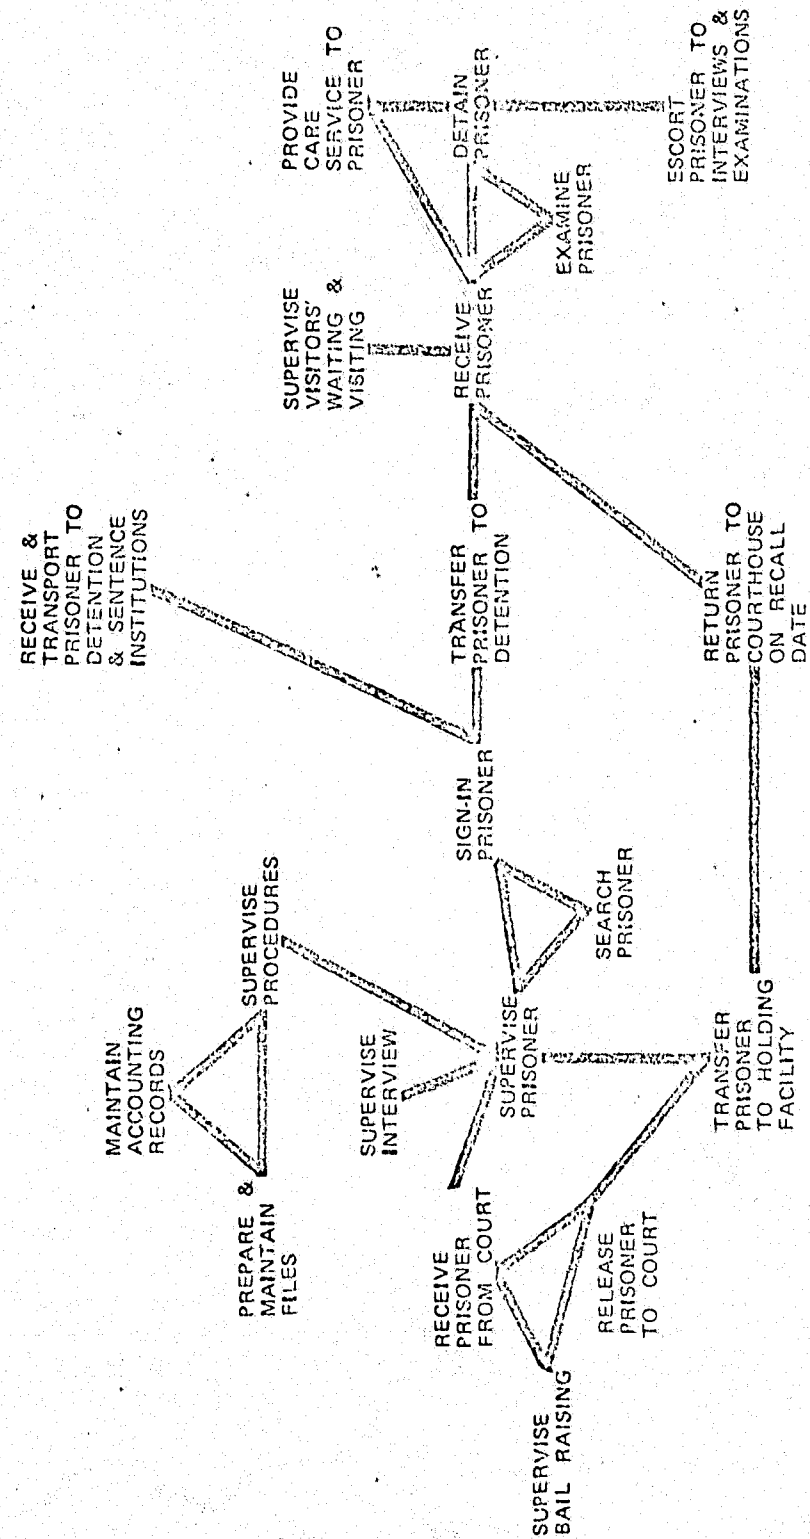 RECEIVE &
TRANSPORT
PRISONER TO
DETENTION
& SENTENCE
INSTITUTIONS
MAINTAIN
ACCOUNTING
RECORDS
SUPERVISE
PROCEDURES
PREPARE &
MAINTAIN
FILES
SUPERVISE
VISITORS'
WAITING &
VISITING
PROVIDE
CARE
SERVICE TO
PRISONER
SUPERVISE
INTERVIEW
RECEIVE
PRISONER
FROM COURT
SUPERVISE
PRISONER
SIGN-IN
PRISONER
TRANSFER
PRISONER TO
DETENTION
RECEIVE
PRISONER
DETAIN
PRISONER
SUPERVISE
BAIL RAISING
RELEASE
PRISONER
TO COURT
SEARCH
PRISONER
EXAMINE
PRISONER
TRANSFER
PRISONER
TO HOLDING
FACILITY
RETURN
PRISONER TO
COURTHOUSE
ON RECALL
DATE
ESCORT
PRISONER TO
INTERVIEWS &
EXAMINATIONS